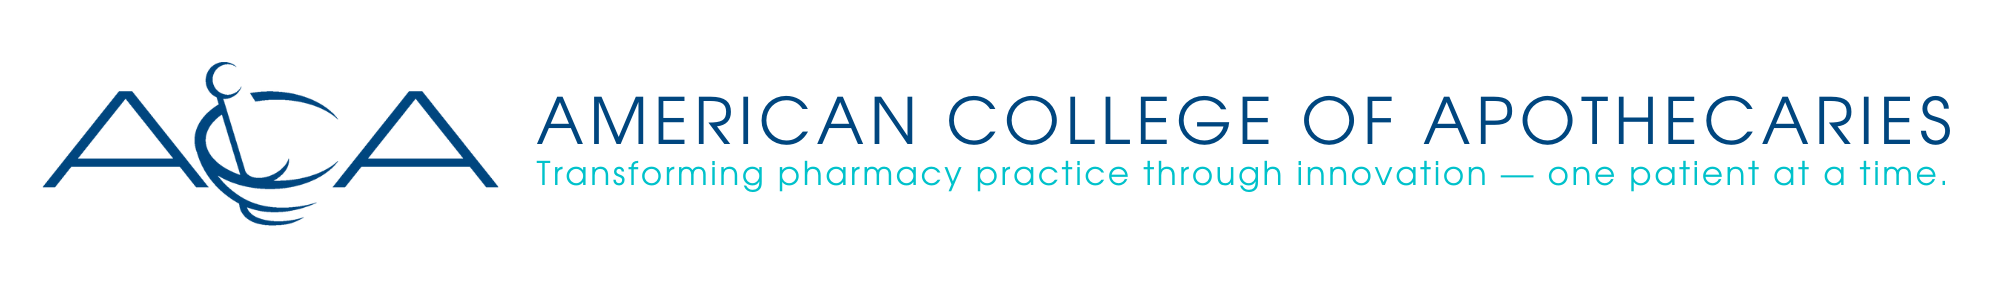 ACA
AMERICAN COLLEGE OF APOTHECARIES
Transforming pharmacy practice through innovation — one patient at a time.